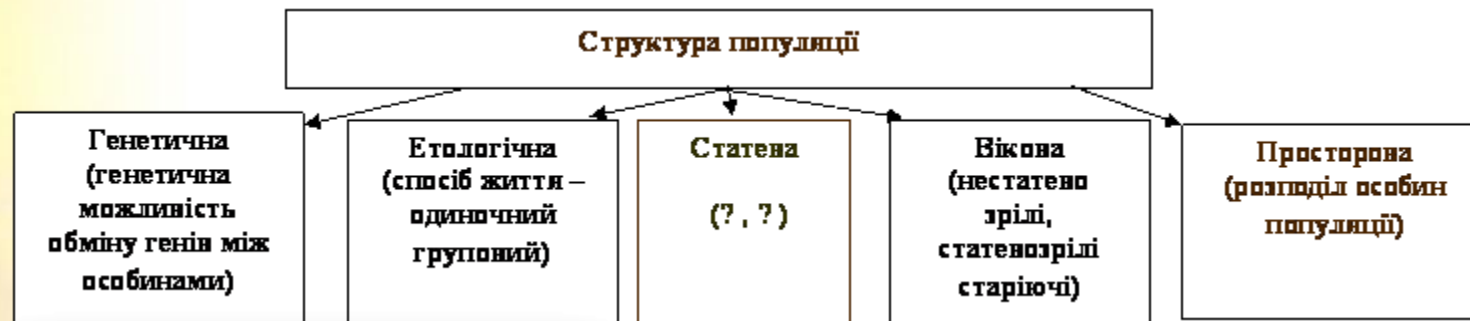 Структура популяції
Генетична
(генетична
можливість
обміну генів між
особинами)
Етологічна
(спосіб життя –
одиночний
груповий)
Статева
(? , ?)
Вікова
(нестатево
зрілі,
статевозрілі
старіючі)
Просторова
(розподіл особин
популяції)